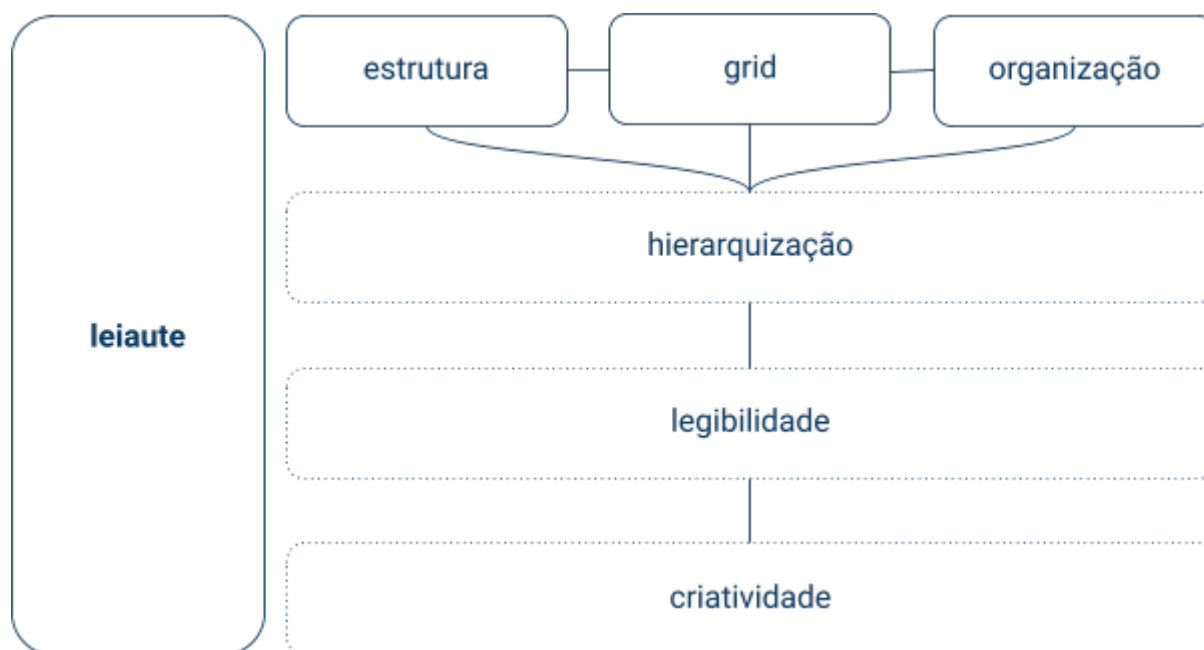 estrutura
grid
organização
hierarquização
leiaute
legibilidade
criatividade